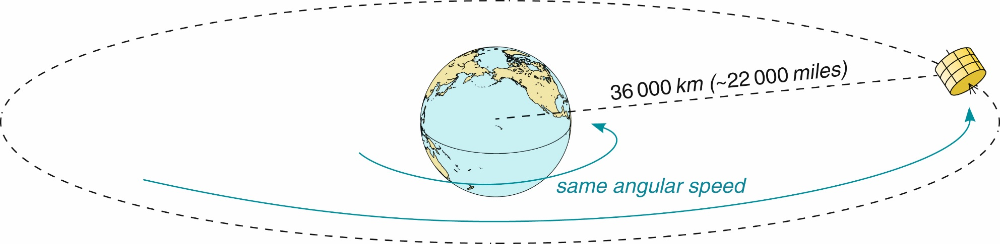 36 000 km (~22 000 miles)
same angular speed